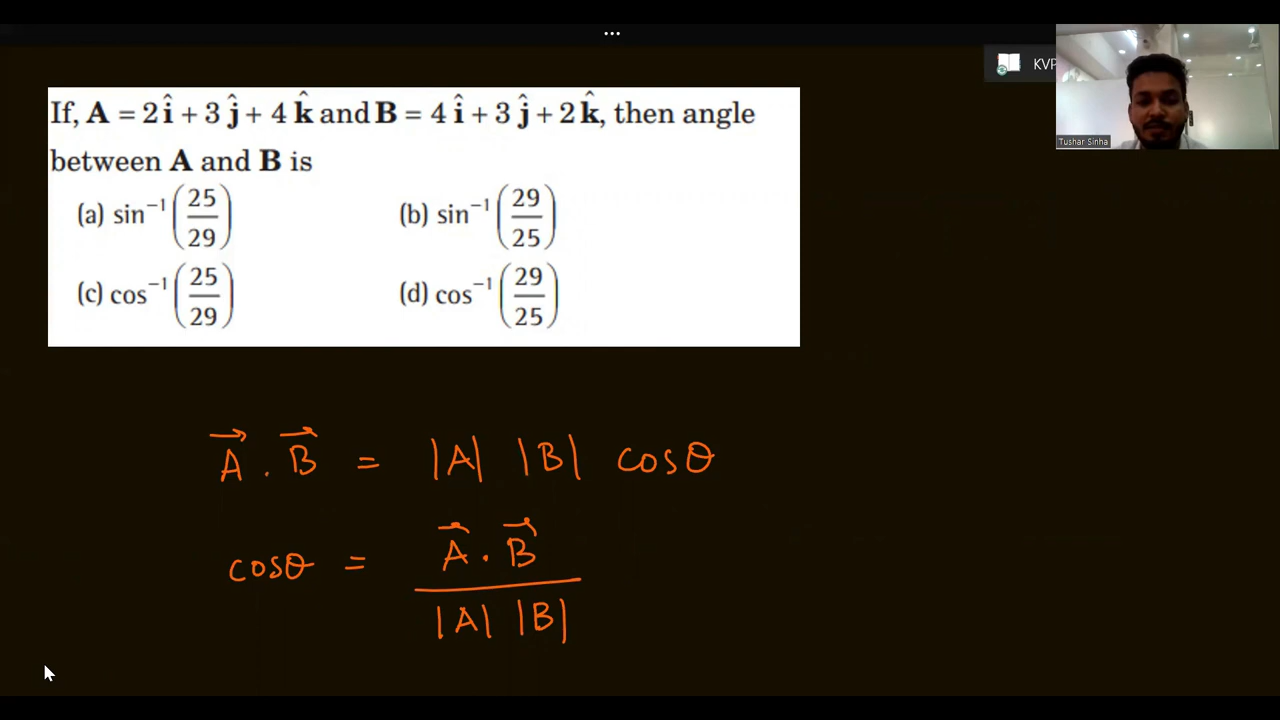 ...
KVP
Tushar Sinha
If, A = 2î + 3ĵ + 4k̂ and B = 4î + 3ĵ + 2k̂, then angle
between A and B is
(a) sin⁻¹(25/29) (b) sin⁻¹(29/25)
(c) cos⁻¹(25/29) (d) cos⁻¹(29/25)
A⃗ . B⃗ = |A| |B| cosθ
cosθ = A⃗ . B⃗ / |A| |B|